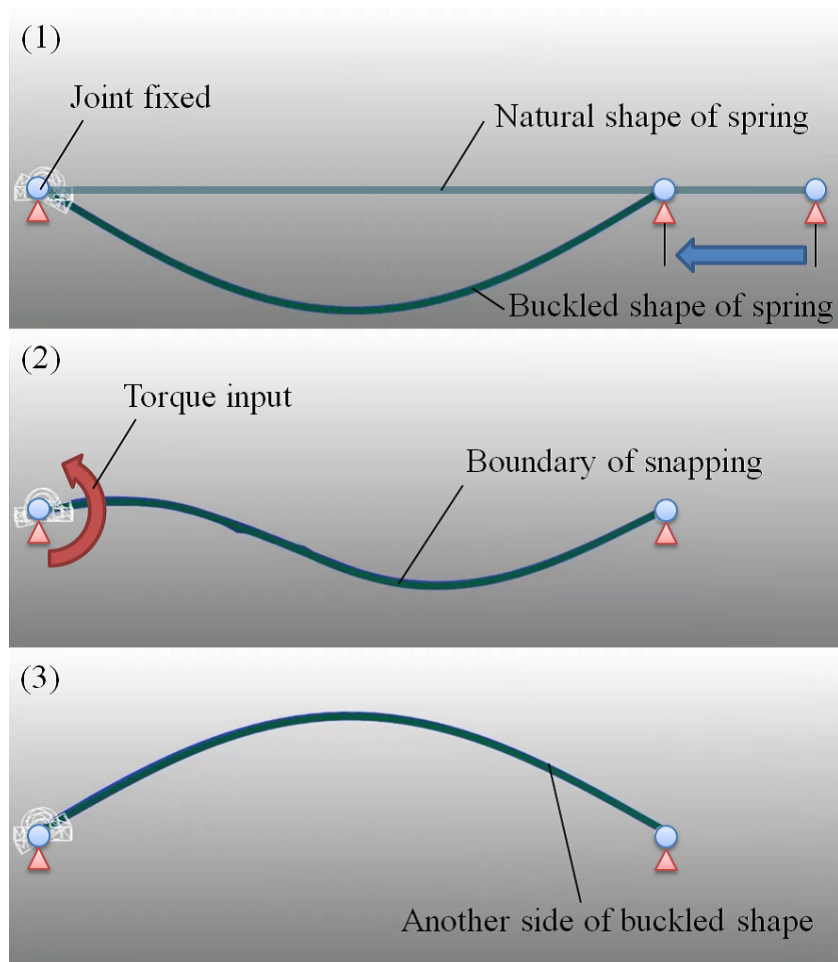 (1)
Joint fixed
Natural shape of spring
Buckled shape of spring
(2)
Torque input
Boundary of snapping
(3)
Another side of buckled shape